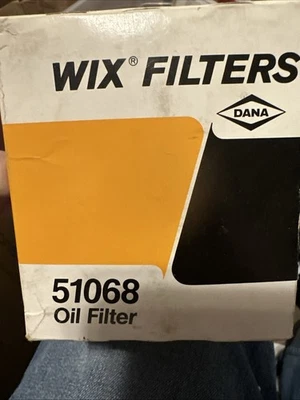 WIX® FILTERS
DANA
51068
Oil Filter